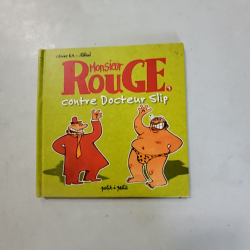 Monsieur
ROUGE,
contre Docteur Slip
petit à petit